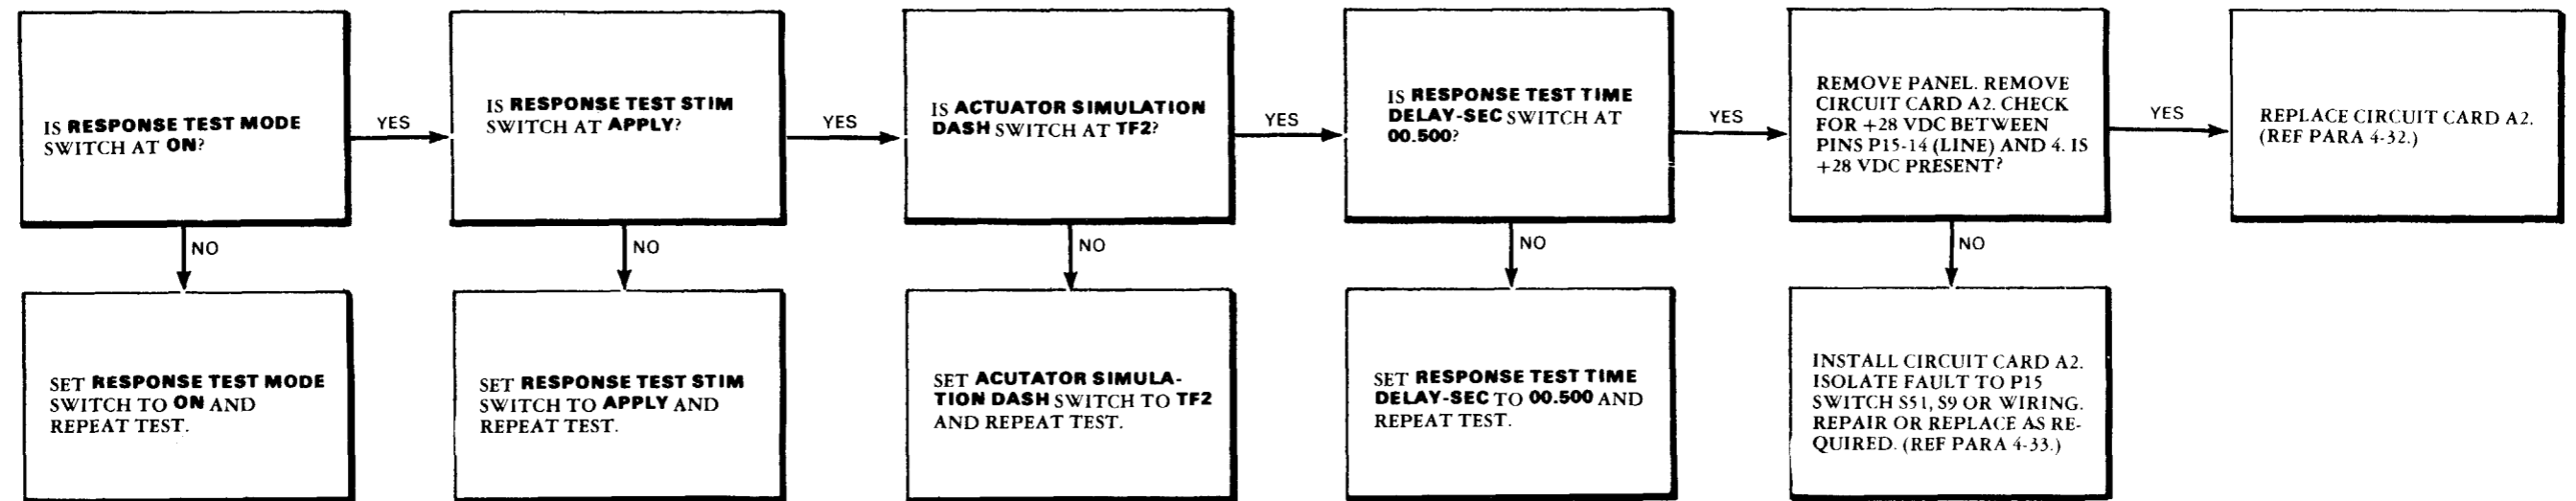 IS RESPONSE TEST MODE
SWITCH AT ON?
YES
IS RESPONSE TEST STIM
SWITCH AT APPLY?
YES
IS ACTUATOR SIMULATION
DASH SWITCH AT TF2?
YES
IS RESPONSE TEST TIME
DELAY-SEC SWITCH AT
00.500?
YES
REMOVE PANEL. REMOVE
CIRCUIT CARD A2. CHECK
FOR +28 VDC BETWEEN
PINS P15-14 (LINE) AND 4. IS
+28 VDC PRESENT?
YES
REPLACE CIRCUIT CARD A2.
(REF PARA 4-32.)
NO
NO
NO
NO
NO
SET RESPONSE TEST MODE
SWITCH TO ON AND
REPEAT TEST.
SET RESPONSE TEST STIM
SWITCH TO APPLY AND
REPEAT TEST.
SET ACUTATOR SIMULA-
TION DASH SWITCH TO TF2
AND REPEAT TEST.
SET RESPONSE TEST TIME
DELAY-SEC TO 00.500 AND
REPEAT TEST.
INSTALL CIRCUIT CARD A2.
ISOLATE FAULT TO P15
SWITCH S51, S9 OR WIRING.
REPAIR OR REPLACE AS RE-
QUIRED. (REF PARA 4-33.)